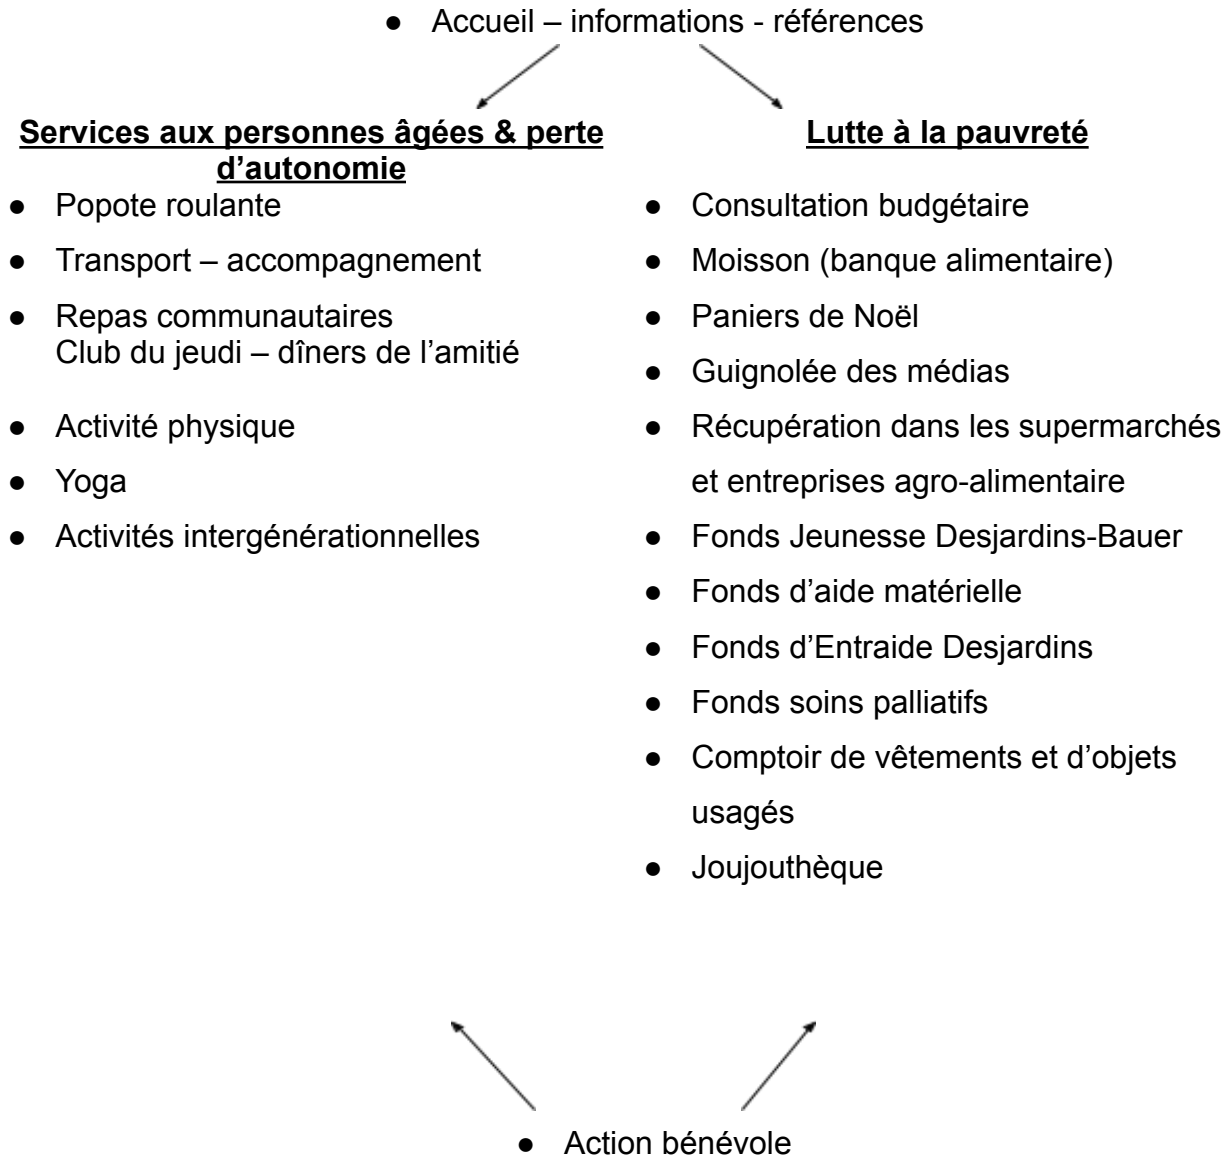 ● Accueil – informations - références
Services aux personnes âgées & perte
d’autonomie
● Popote roulante
● Transport – accompagnement
● Repas communautaires
Club du jeudi – dîners de l’amitié
● Activité physique
● Yoga
● Activités intergénérationnelles
Lutte à la pauvreté
● Consultation budgétaire
● Moisson (banque alimentaire)
● Paniers de Noël
● Guignolée des médias
● Récupération dans les supermarchés
et entreprises agro-alimentaire
● Fonds Jeunesse Desjardins-Bauer
● Fonds d’aide matérielle
● Fonds d’Entraide Desjardins
● Fonds soins palliatifs
● Comptoir de vêtements et d’objets
usagés
● Joujouthèque
● Action bénévole